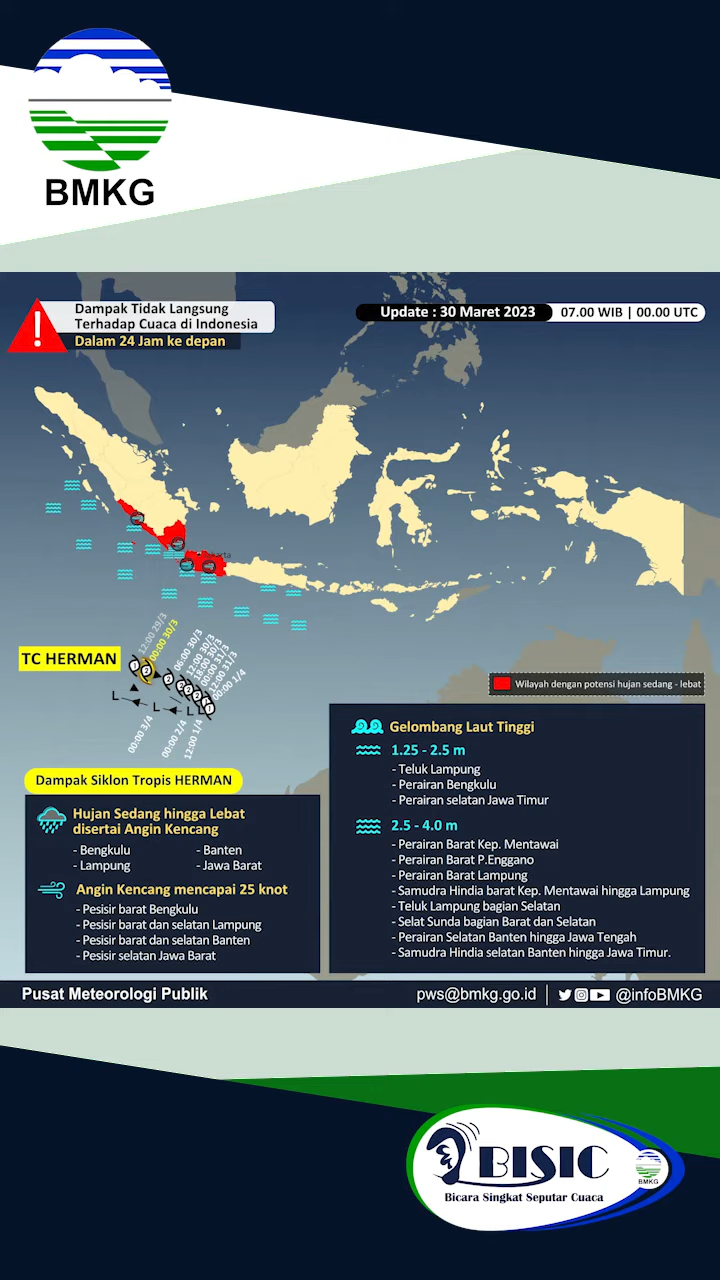 BMKG
Dampak Tidak Langsung
Terhadap Cuaca di Indonesia
Dalam 24 Jam ke depan
Update : 30 Maret 2023
07.00 WIB | 00.00 UTC
Jakarta
12:00 29/3
00:00 30/3
06:00 30/3
12:00 30/3
18:00 30/3
00:00 31/3
12:00 31/3
00:00 1/4
TC HERMAN
L
L
L L
00:00 3/4
00:00 2/4
12:00 1/4
Wilayah dengan potensi hujan sedang - lebat
Dampak Siklon Tropis HERMAN
Hujan Sedang hingga Lebat
disertai Angin Kencang
- Bengkulu
- Banten
- Lampung
- Jawa Barat
Angin Kencang mencapai 25 knot
- Pesisir barat Bengkulu
- Pesisir barat dan selatan Lampung
- Pesisir barat dan selatan Banten
- Pesisir selatan Jawa Barat
Gelombang Laut Tinggi
1.25 - 2.5 m
- Teluk Lampung
- Perairan Bengkulu
- Perairan selatan Jawa Timur
2.5 - 4.0 m
- Perairan Barat Kep. Mentawai
- Perairan Barat P.Enggano
- Perairan Barat Lampung
- Samudra Hindia barat Kep. Mentawai hingga Lampung
- Teluk Lampung bagian Selatan
- Selat Sunda bagian Barat dan Selatan
- Perairan Selatan Banten hingga Jawa Tengah
- Samudra Hindia selatan Banten hingga Jawa Timur.
Pusat Meteorologi Publik
pws@bmkg.go.id
@infoBMKG
BISIC
BMKG
Bicara Singkat Seputar Cuaca